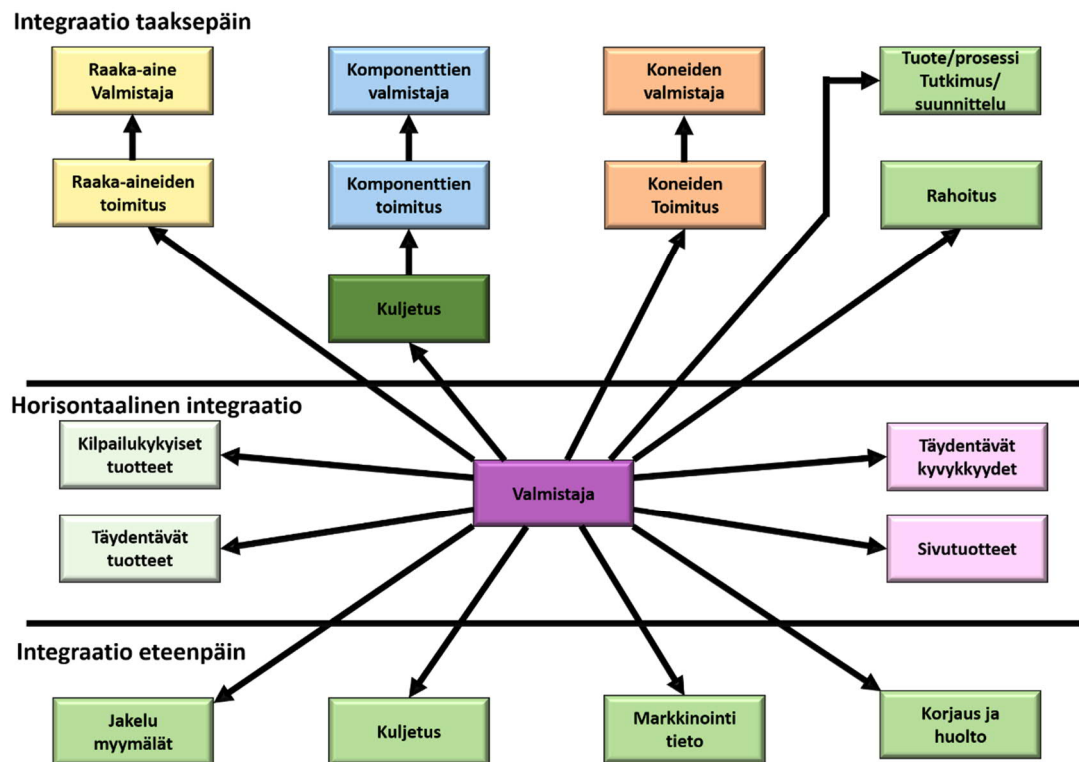 Integraatio taaksepäin
Raaka-aine
Valmistaja
Komponenttien
valmistaja
Koneiden
valmistaja
Tuote/prosessi
Tutkimus/
suunnittelu
Raaka-aineiden
toimitus
Komponenttien
toimitus
Koneiden
Toimitus
Rahoitus
Kuljetus
Horisontaalinen integraatio
Kilpailukykyiset
tuotteet
Täydentävät
kyvykkyydet
Valmistaja
Täydentävät
tuotteet
Sivutuotteet
Integraatio eteenpäin
Jakelu
myymälät
Kuljetus
Markkinointi
tieto
Korjaus ja
huolto